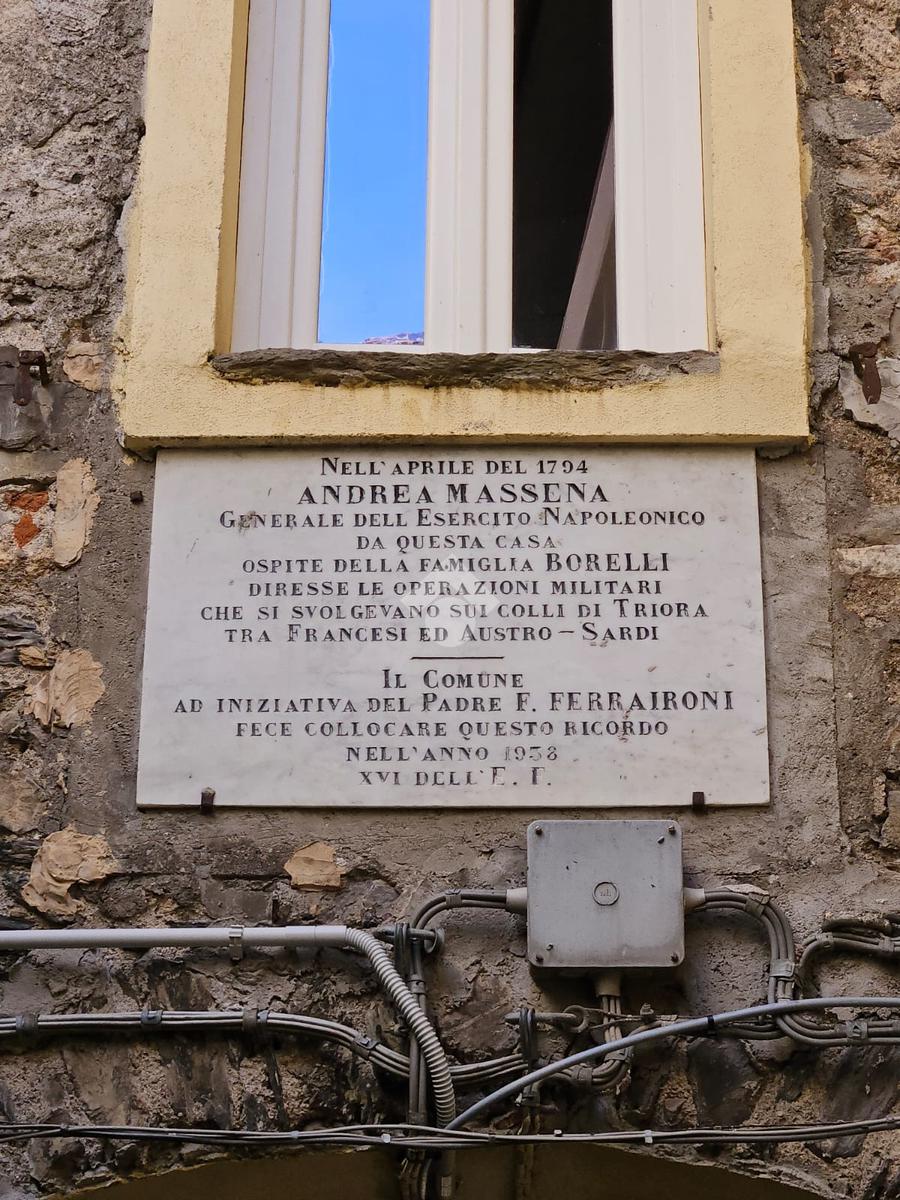 NELL'APRILE DEL 1794
ANDREA MASSENA
GENERALE DELL'ESERCITO NAPOLEONICO
DA QUESTA CASA
OSPITE DELLA FAMIGLIA BORELLI
DIRESSE LE OPERAZIONI MILITARI
CHE SI SVOLGEVANO SUI COLLI DI TRIORA
TRA FRANCESI ED AUSTRO-SARDI
IL COMUNE
AD INIZIATIVA DEL PADRE F. FERRAIRONI
FECE COLLOCARE QUESTO RICORDO
NELL'ANNO 1938
XVI DELL'E. F.